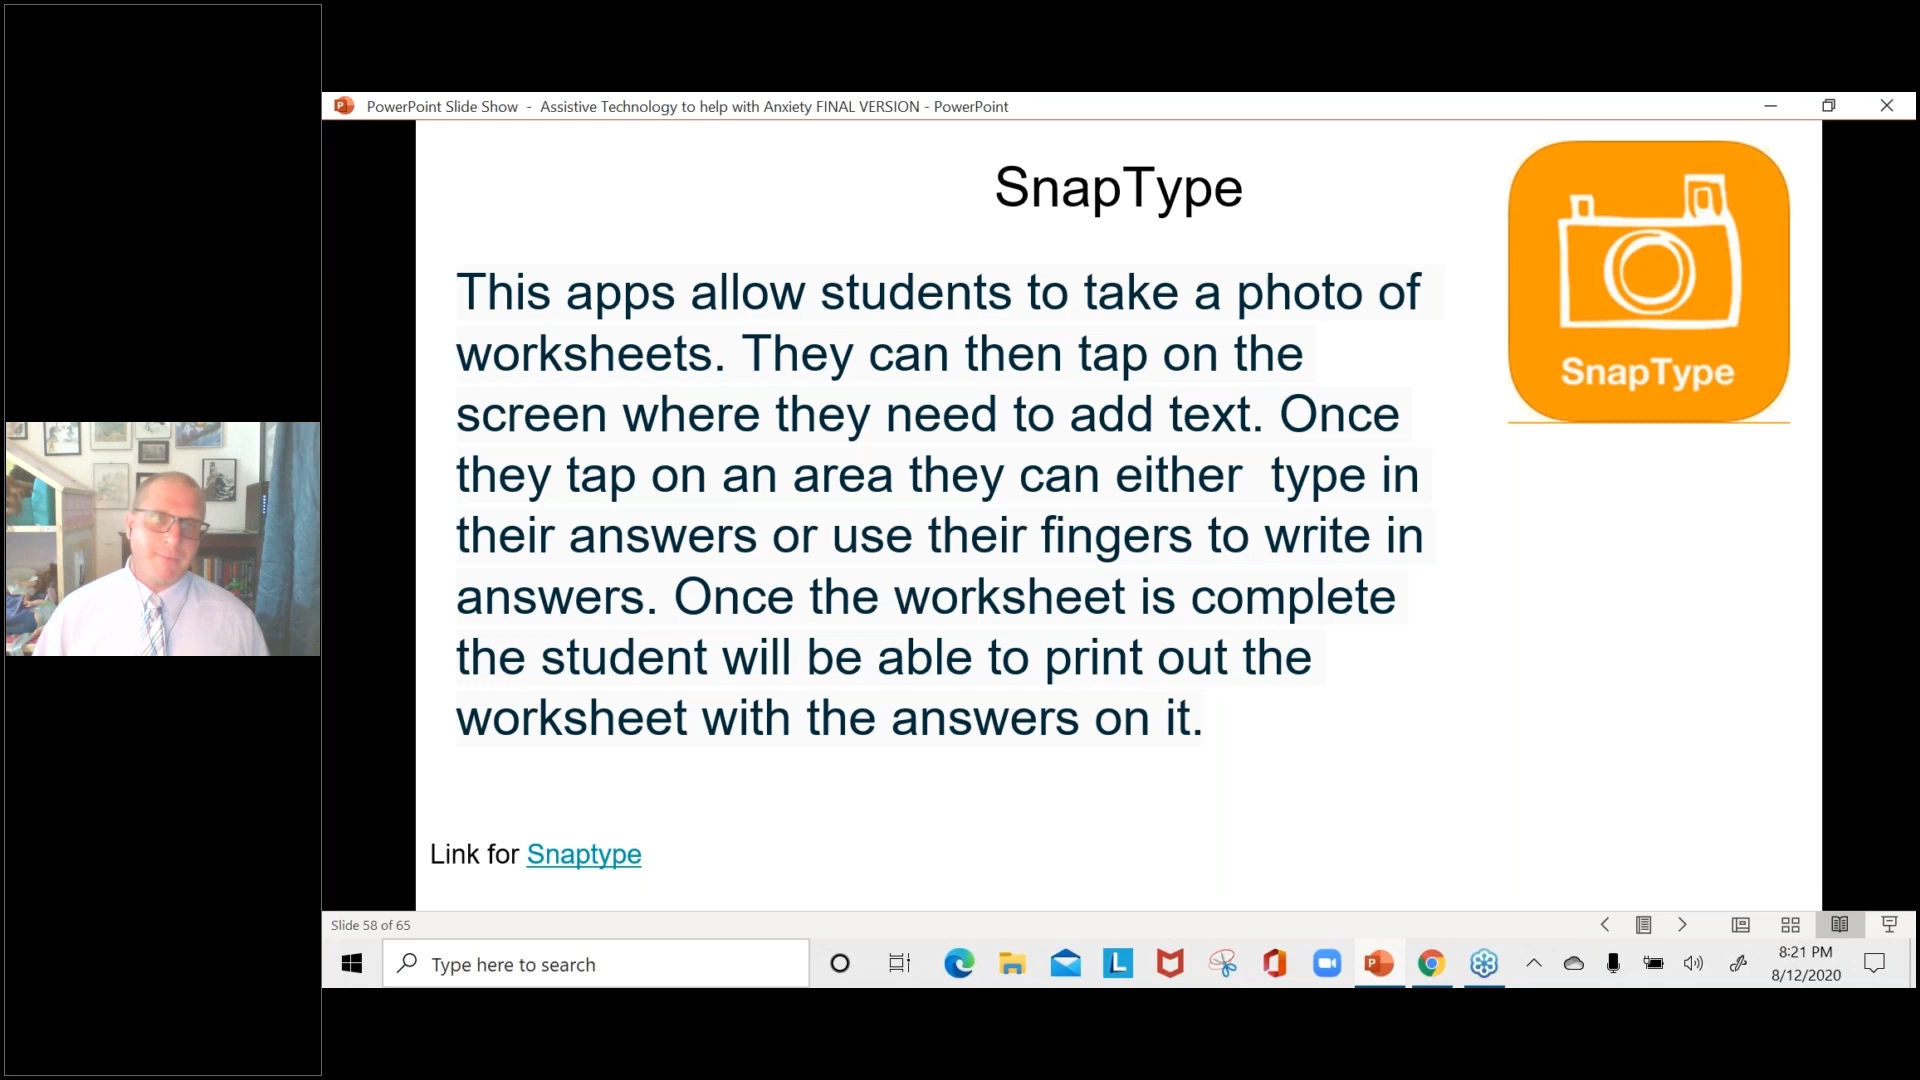 PowerPoint Slide Show - Assistive Technology to help with Anxiety FINAL VERSION - PowerPoint
SnapType
This apps allow students to take a photo of
worksheets. They can then tap on the
screen where they need to add text. Once
they tap on an area they can either  type in
their answers or use their fingers to write in
answers. Once the worksheet is complete
the student will be able to print out the
worksheet with the answers on it.
SnapType
Link for Snaptype
Slide 58 of 65
Type here to search
8:21 PM
8/12/2020